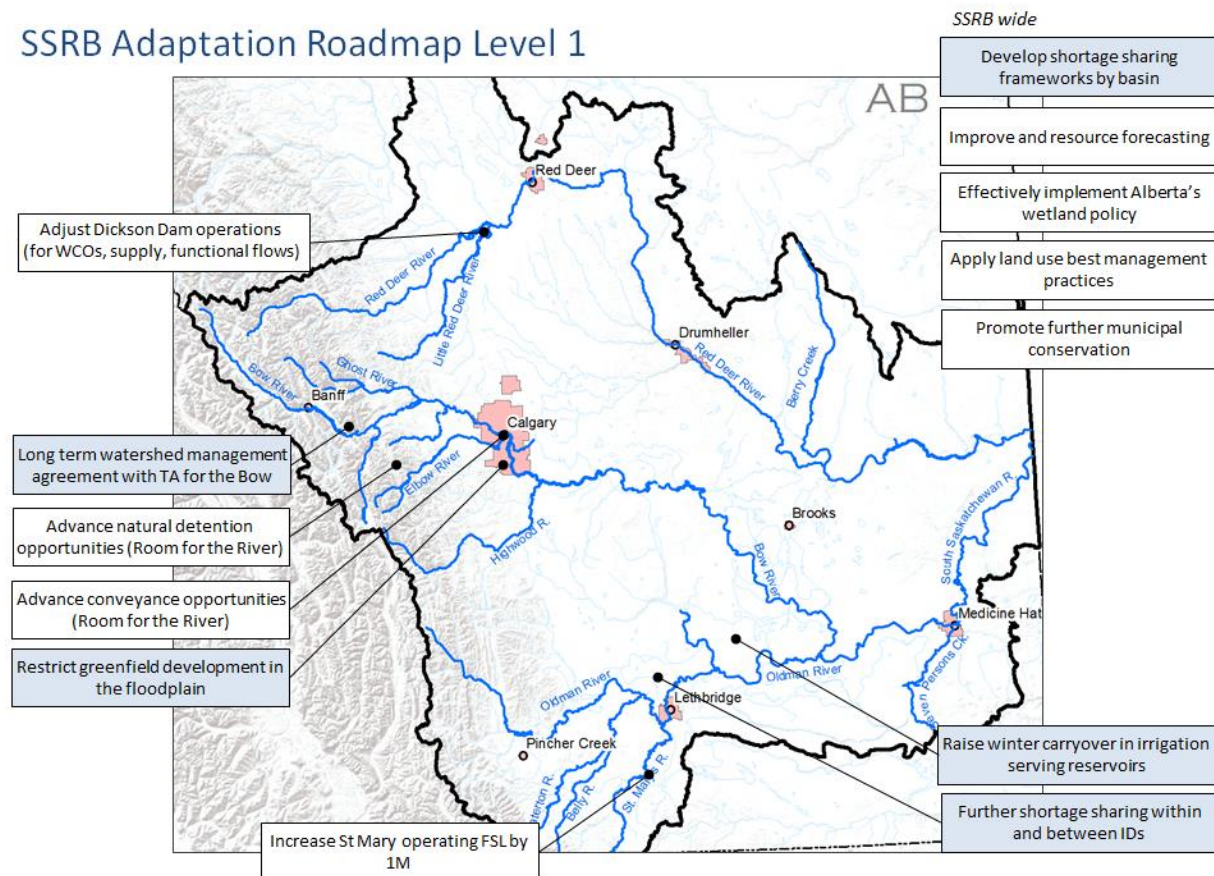 SSRB Adaptation Roadmap Level 1
SSRB wide
Develop shortage sharing
frameworks by basin
Improve and resource forecasting
Effectively implement Alberta's
wetland policy
Apply land use best management
practices
Promote further municipal
conservation
AB
Red Deer
Adjust Dickson Dam operations
(for WCOs, supply, functional flows)
Red Deer River
Little Red Deer River
Drumheller
Red Deer River
Berry Creek
Ghost River
Bow River
Banff
Calgary
Long term watershed management
agreement with TA for the Bow
Elbow River
Advance natural detention
opportunities (Room for the River)
Highwood R.
Brooks
Bow River
South Saskatchewan R.
Advance conveyance opportunities
(Room for the River)
Medicine Hat
Restrict greenfield development in
the floodplain
Oldman River
Oldman River
Seven Persons Ck.
Lethbridge
Pincher Creek
Raise winter carryover in irrigation
serving reservoirs
terton R.
Belly R.
St. Marys R.
Further shortage sharing within
and between IDs
Increase St Mary operating FSL by
1M